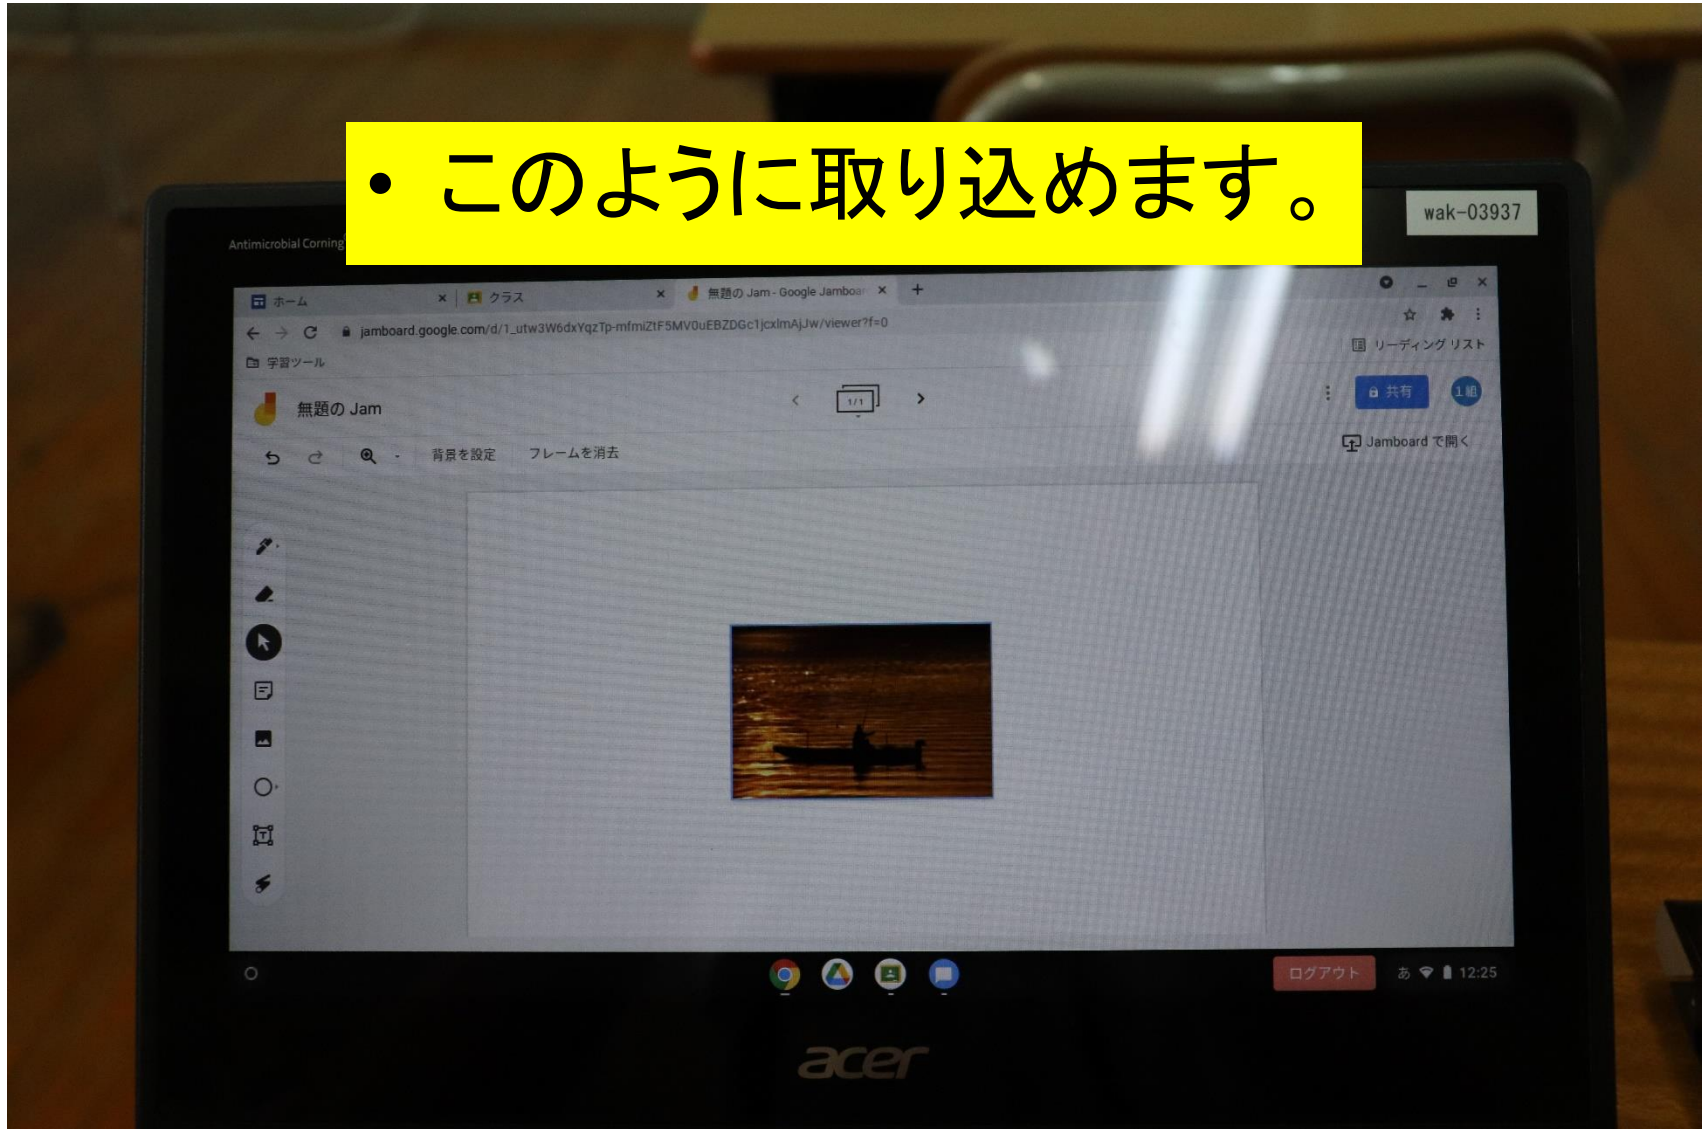 • このように取り込めます。
wak-03937
Antimicrobial Corning
ホーム
クラス
無題の Jam - Google Jamboar
jamboard.google.com/d/1_utw3W6dxYqzTp-mfmiZtF5MV0uEBZDGc1jcxlmAjJw/viewer?f=0
学習ツール
リーディング リスト
無題の Jam
1/1
共有
1組
背景を設定
フレームを消去
Jamboard で開く
ログアウト
あ
12:25
acer